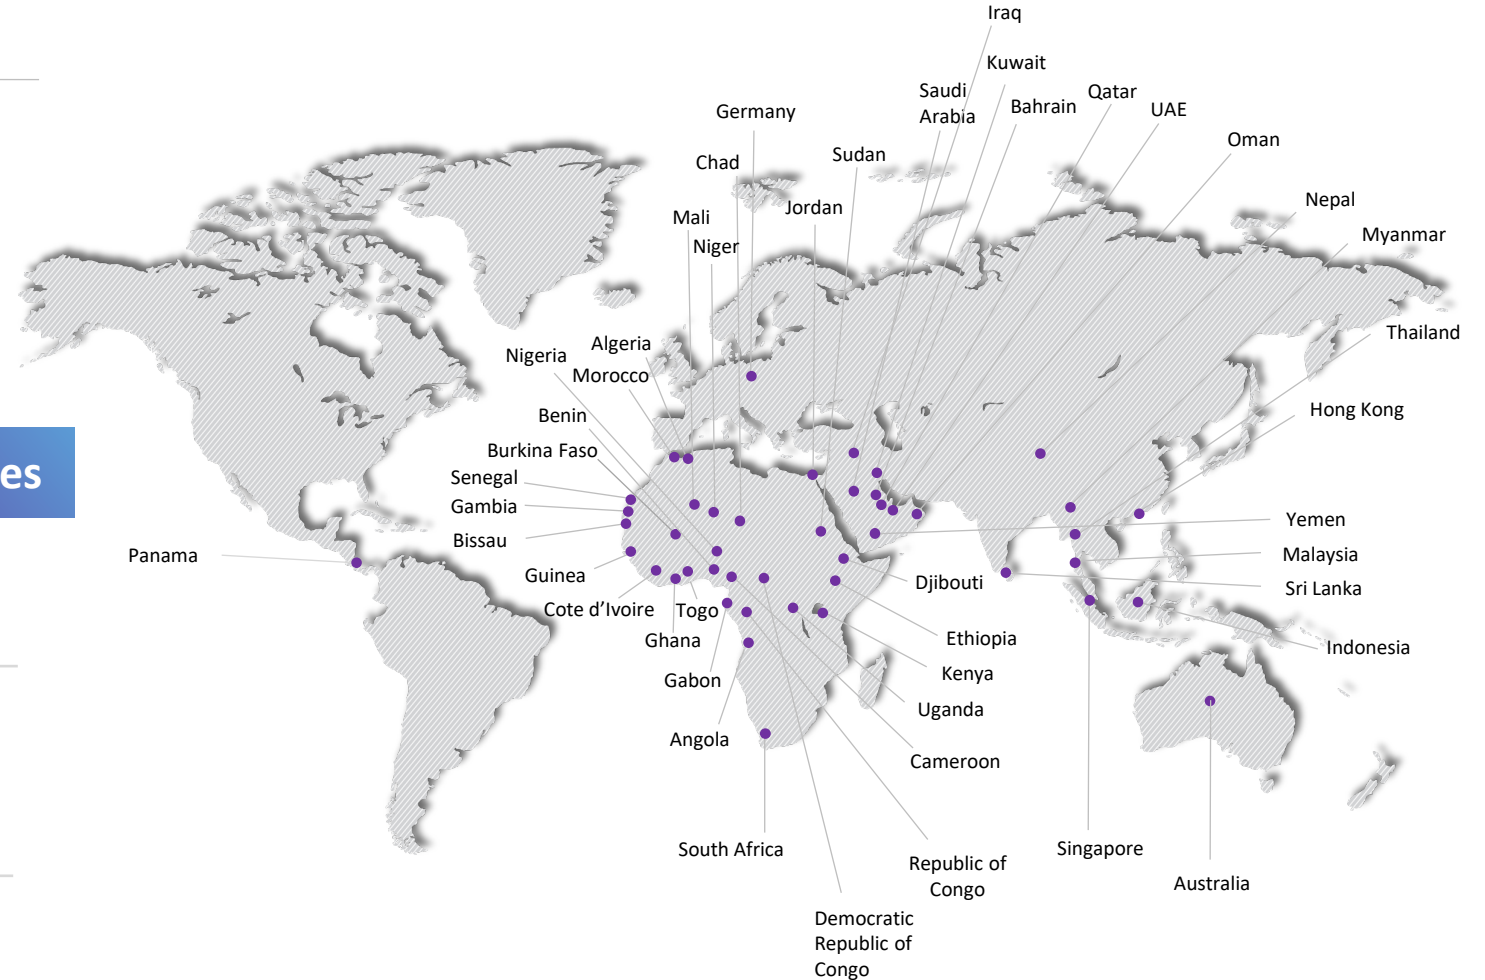 Iraq
Kuwait
Saudi
Arabia
Qatar
Bahrain
UAE
Germany
Oman
Chad
Sudan
Nepal
Jordan
Mali
Myanmar
Niger
Thailand
Algeria
Nigeria
Morocco
Hong Kong
Benin
Burkina Faso
es
Senegal
Gambia
Yemen
Bissau
Panama
Malaysia
Guinea
Djibouti
Sri Lanka
Cote d’Ivoire
Togo
Ghana
Ethiopia
Indonesia
Gabon
Kenya
Uganda
Angola
Cameroon
South Africa
Singapore
Republic of
Congo
Australia
Democratic
Republic of
Congo